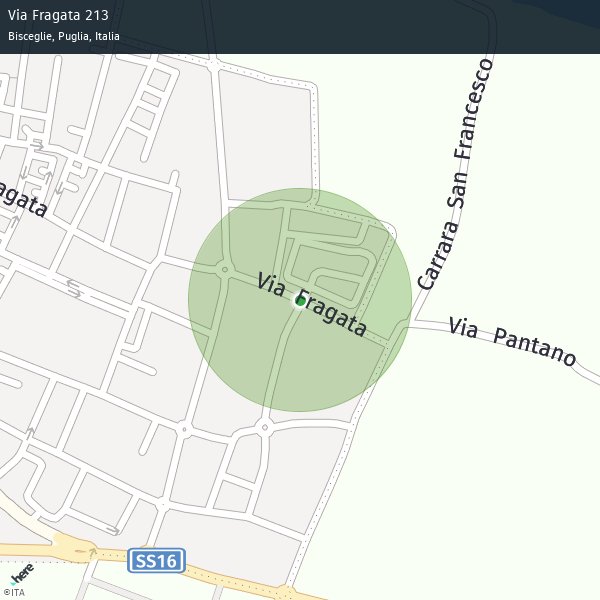 Via Fragata 213
Bisceglie, Puglia, Italia
Carrara San Francesco
agata
Via Fragata
Via Pantano
SS16
here
©ITA